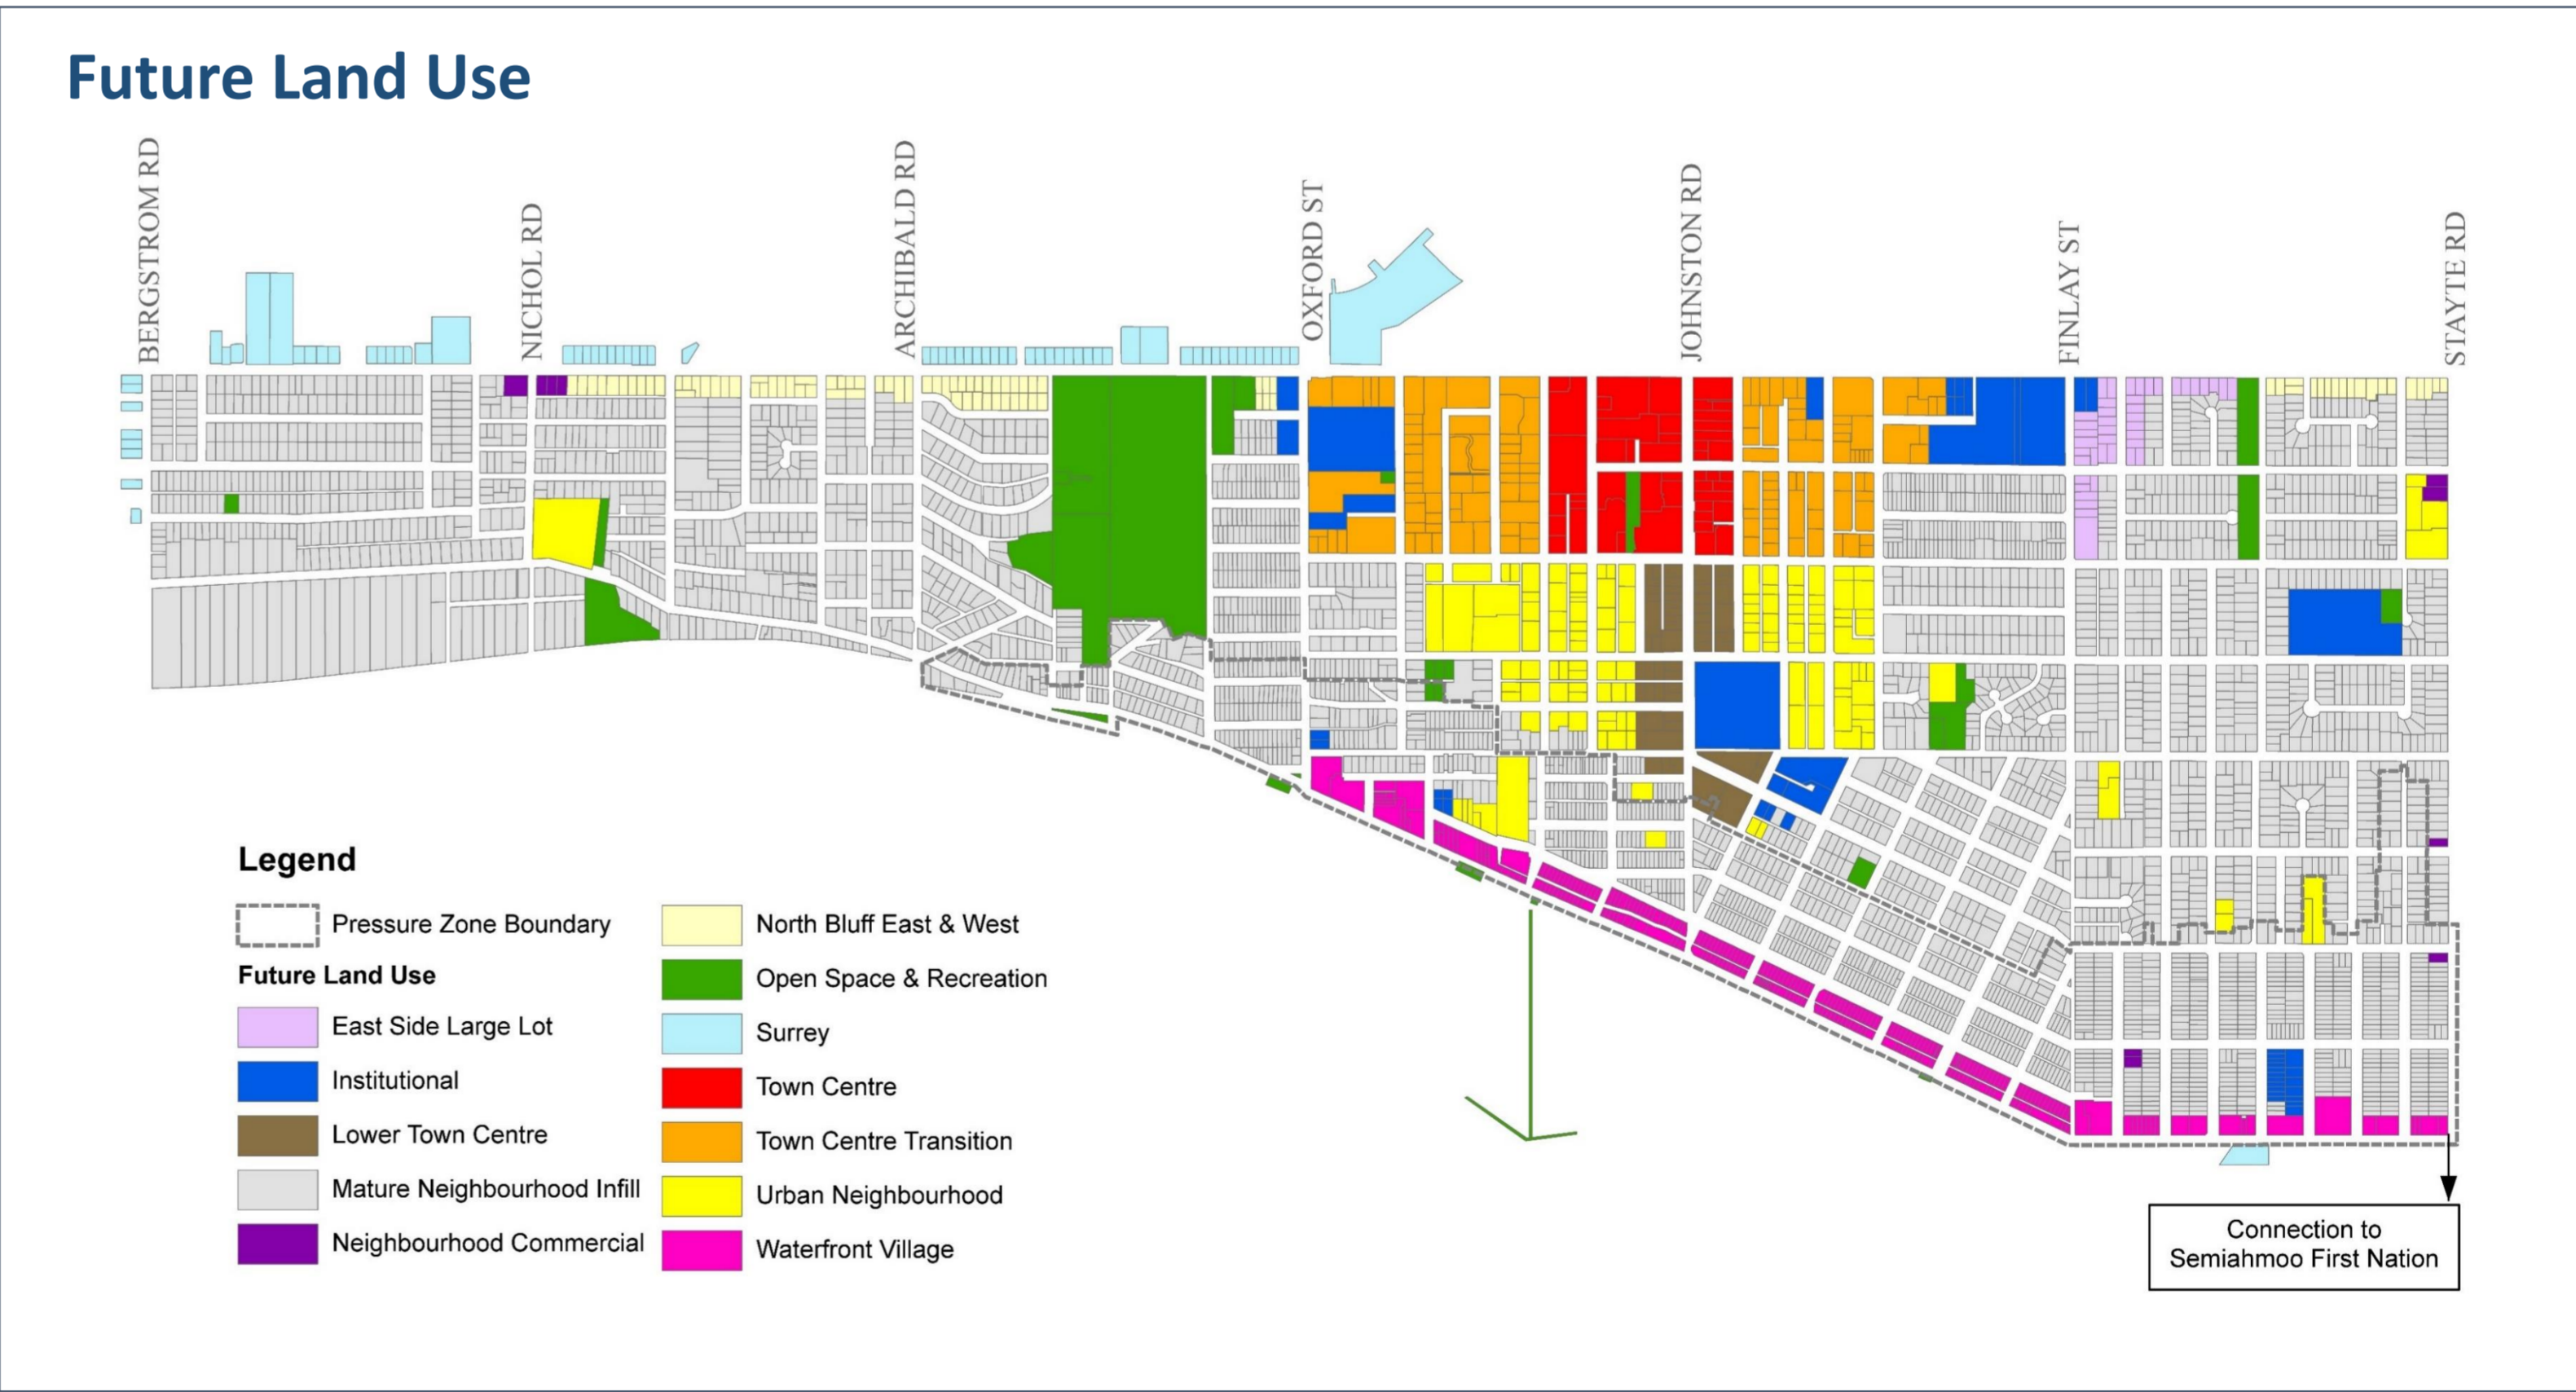 Future Land Use
BERGSTROM RD
NICHOL RD
ARCHIBALD RD
OXFORD ST
JOHNSTON RD
FINLAY ST
STAYTE RD
Legend
Pressure Zone Boundary
Future Land Use
East Side Large Lot
Institutional
Lower Town Centre
Mature Neighbourhood Infill
Neighbourhood Commercial
North Bluff East & West
Open Space & Recreation
Surrey
Town Centre
Town Centre Transition
Urban Neighbourhood
Waterfront Village
Connection to
Semiahmoo First Nation